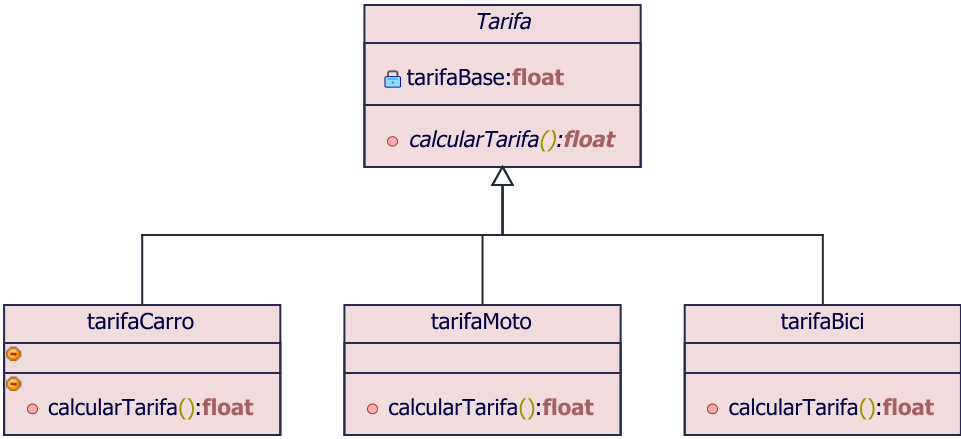 Tarifa
tarifaBase:float
calcularTarifa():float
tarifaCarro
calcularTarifa():float
tarifaMoto
calcularTarifa():float
tarifaBici
calcularTarifa():float